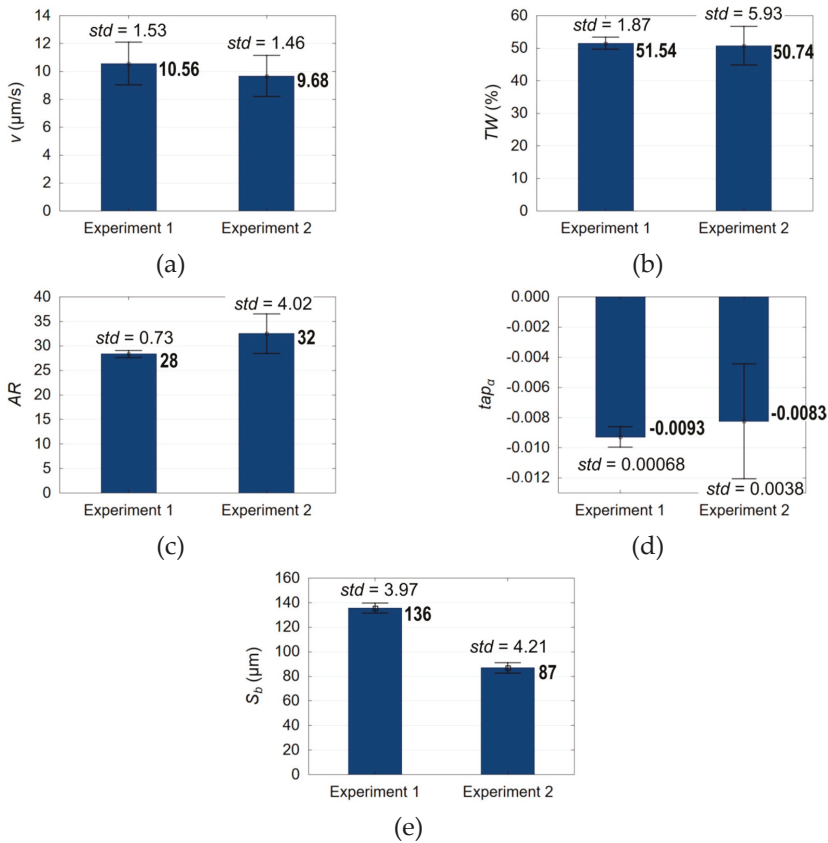 14
12
10
8
6
4
2
0
v (μm/s)
std = 1.53
10.56
std = 1.46
9.68
Experiment 1
Experiment 2
(a)
60
50
40
30
20
10
0
TW (%)
std = 1.87
51.54
std = 5.93
50.74
Experiment 1
Experiment 2
(b)
40
35
30
25
20
15
10
5
0
AR
std = 0.73
28
std = 4.02
32
Experiment 1
Experiment 2
(c)
0.000
-0.002
-0.004
-0.006
-0.008
-0.010
-0.012
tapα
-0.0093
std = 0.00068
-0.0083
std = 0.0038
Experiment 1
Experiment 2
(d)
160
140
120
100
80
60
40
20
0
Sb (μm)
std = 3.97
136
std = 4.21
87
Experiment 1
Experiment 2
(e)